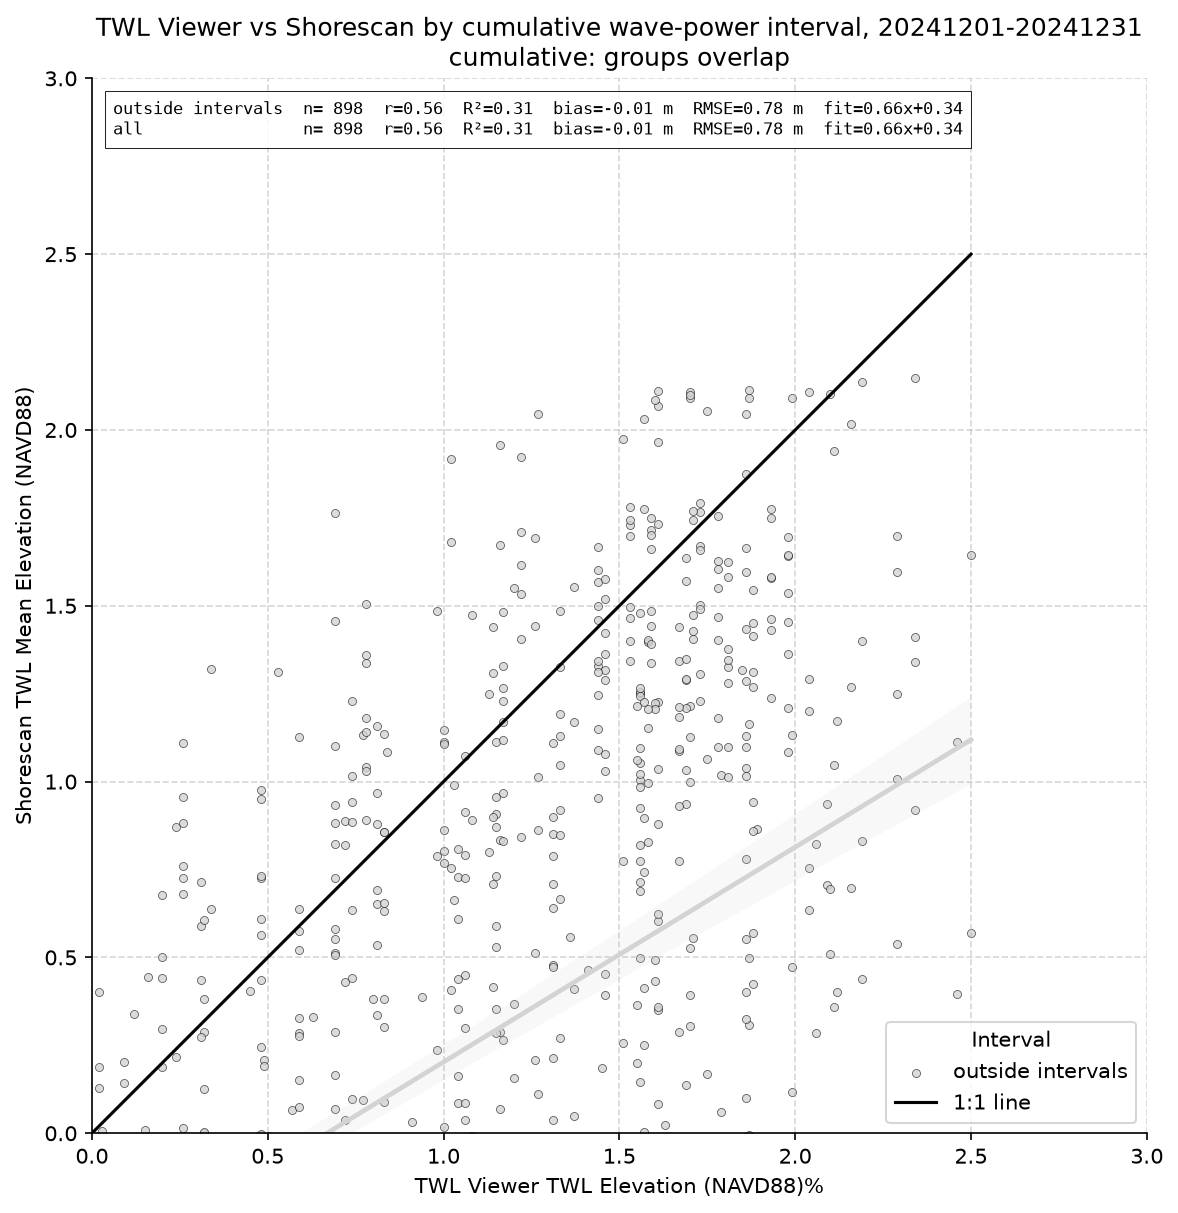 TWL Viewer vs Shorescan by cumulative wave-power interval, 20241201-20241231
cumulative: groups overlap
outside intervals n= 898 r=0.56 R²=0.31 bias=-0.01 m RMSE=0.78 m fit=0.66x+0.34
all n= 898 r=0.56 R²=0.31 bias=-0.01 m RMSE=0.78 m fit=0.66x+0.34
3.0
2.5
2.0
1.5
1.0
0.5
0.0
Shorescan TWL Mean Elevation (NAVD88)
Interval
outside intervals
1:1 line
0.0 0.5 1.0 1.5 2.0 2.5 3.0
TWL Viewer TWL Elevation (NAVD88)%